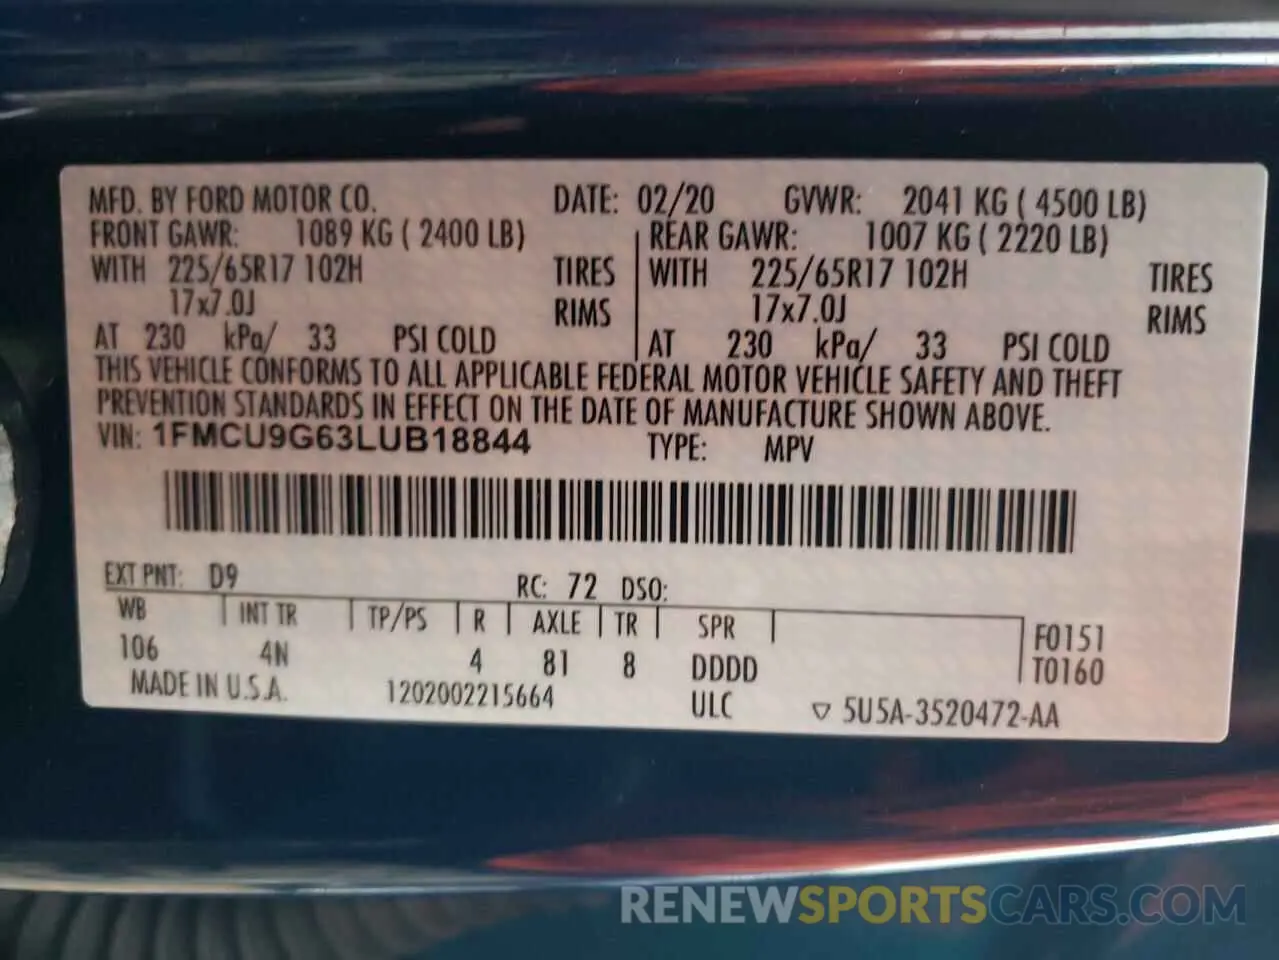 MFD. BY FORD MOTOR CO. DATE: 02/20 GVWR: 2041 KG ( 4500 LB)
FRONT GAWR: 1089 KG ( 2400 LB) REAR GAWR: 1007 KG ( 2220 LB)
WITH 225/65R17 102H TIRES WITH 225/65R17 102H TIRES
17x7.0J RIMS 17x7.0J RIMS
AT 230 kPa/ 33 PSI COLD AT 230 kPa/ 33 PSI COLD
THIS VEHICLE CONFORMS TO ALL APPLICABLE FEDERAL MOTOR VEHICLE SAFETY AND THEFT
PREVENTION STANDARDS IN EFFECT ON THE DATE OF MANUFACTURE SHOWN ABOVE.
VIN: 1FMCU9G63LUB18844 TYPE: MPV
EXT PNT: D9 RC: 72 DSO:
WB INT TR TP/PS R AXLE TR SPR F0151
106 4N 4 81 8 DDDD T0160
MADE IN U.S.A. 1202002215664 ULC ▽ 5U5A-3520472-AA
RENEWSPORTSCARS.COM